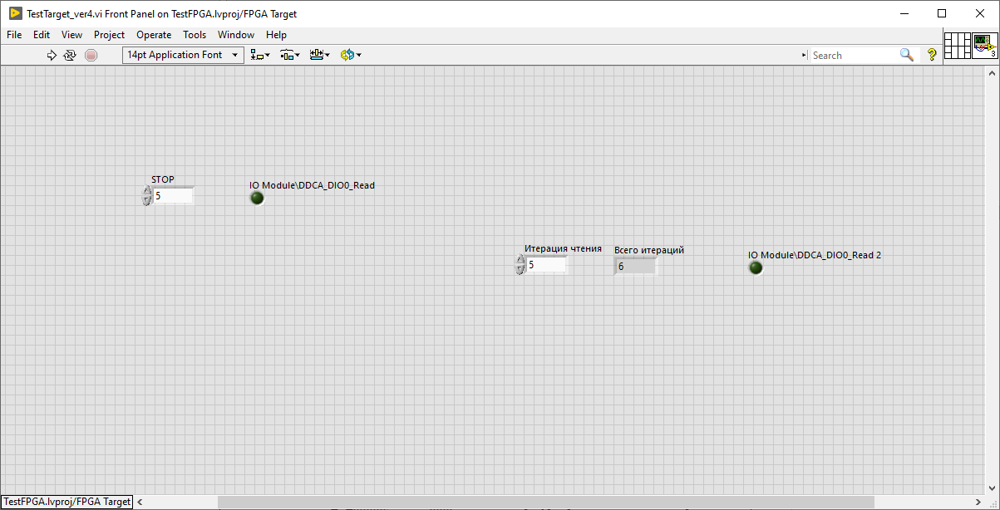 TestTarget_ver4.vi Front Panel on TestFPGA.lvproj/FPGA Target
File Edit View Project Operate Tools Window Help
14pt Application Font
Search
?
3
STOP
5
IO Module\DDCA_DIO0_Read
Итерация чтения
5
Всего итераций
6
IO Module\DDCA_DIO0_Read 2
TestFPGA.lvproj/FPGA Target